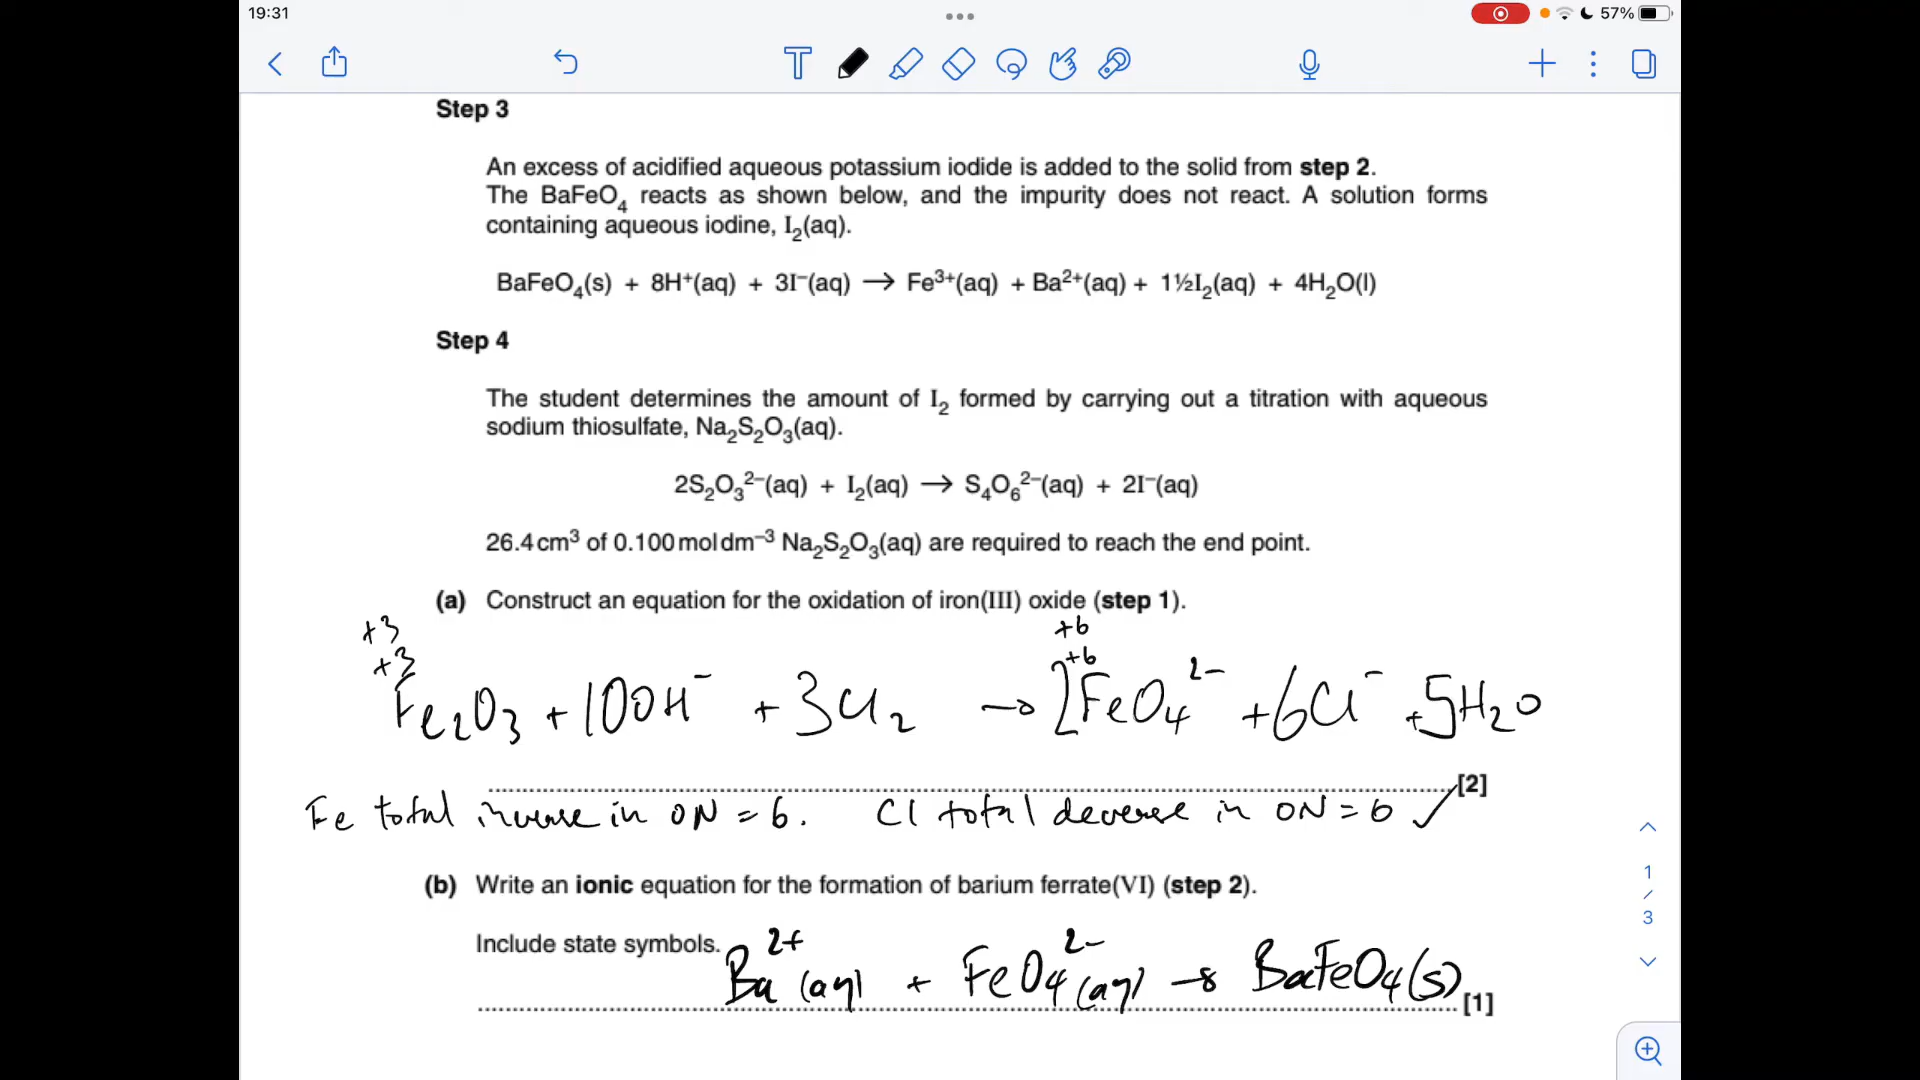 19:31
57%
Step 3
An excess of acidified aqueous potassium iodide is added to the solid from step 2.
The BaFeO₄ reacts as shown below, and the impurity does not react. A solution forms
containing aqueous iodine, I₂(aq).
BaFeO₄(s) + 8H⁺(aq) + 3I⁻(aq) → Fe³⁺(aq) + Ba²⁺(aq) + 1½I₂(aq) + 4H₂O(l)
Step 4
The student determines the amount of I₂ formed by carrying out a titration with aqueous
sodium thiosulfate, Na₂S₂O₃(aq).
2S₂O₃²⁻(aq) + I₂(aq) → S₄O₆²⁻(aq) + 2I⁻(aq)
26.4 cm³ of 0.100 mol dm⁻³ Na₂S₂O₃(aq) are required to reach the end point.
(a) Construct an equation for the oxidation of iron(III) oxide (step 1).
+3 +6
+3 +6
Fe₂O₃ + 10OH⁻ + 3Cl₂ → 2FeO₄²⁻ + 6Cl⁻ + 5H₂O
[2]
Fe total increase in ON = 6. Cl total decrease in ON = 6 ✓
1
/
3
(b) Write an ionic equation for the formation of barium ferrate(VI) (step 2).
Include state symbols.
Ba²⁺(aq) + FeO₄²⁻(aq) → BaFeO₄(s)
[1]